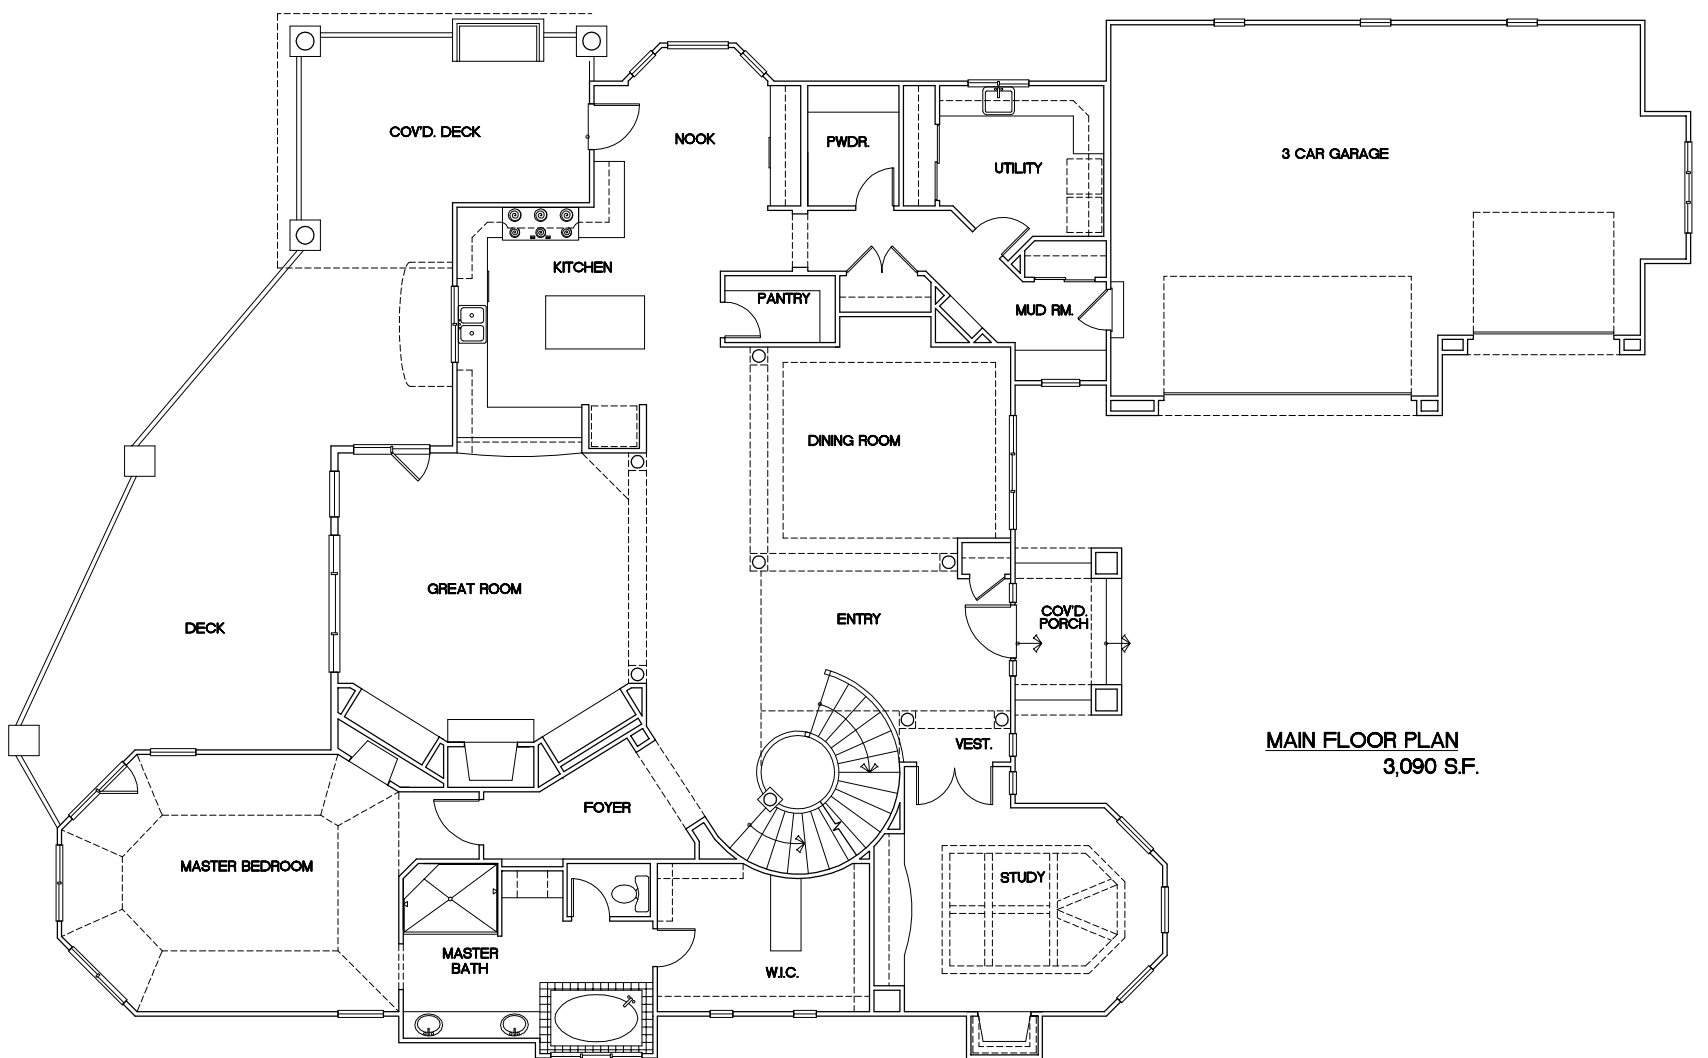 COV'D. DECK
NOOK
PWDR.
UTILITY
3 CAR GARAGE
KITCHEN
PANTRY
MUD RM.
DINING ROOM
GREAT ROOM
DECK
ENTRY
COV'D.
PORCH
VEST.
MAIN FLOOR PLAN
3,090 S.F.
FOYER
MASTER BEDROOM
STUDY
MASTER
BATH
W.I.C.